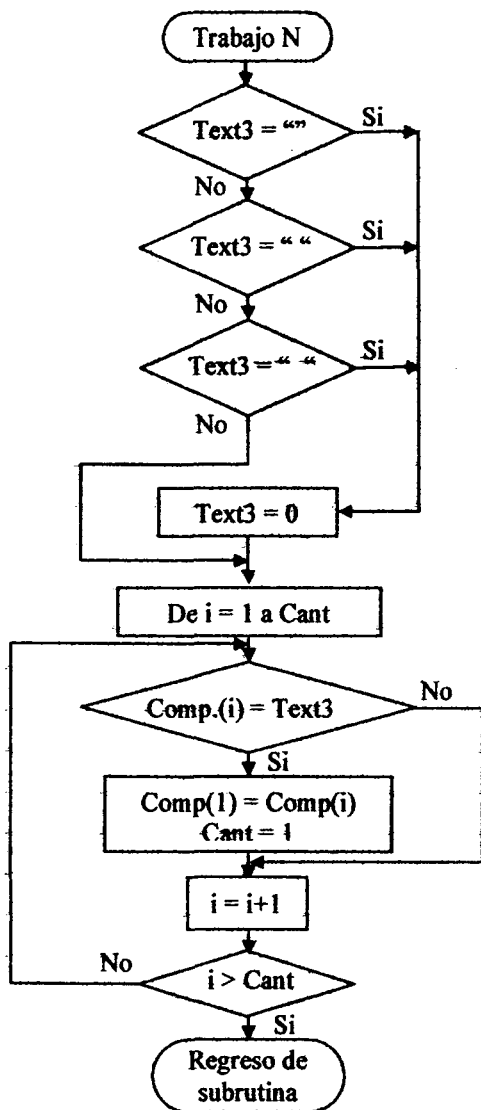 Trabajo N
Text3 = “”
Si
No
Text3 = “ “
Si
No
Text3 = “ “
Si
No
Text3 = 0
De i = 1 a Cant
Comp.(i) = Text3
No
Si
Comp(1) = Comp(i)
Cant = 1
i = i+1
No
i > Cant
Si
Regreso de
subrutina